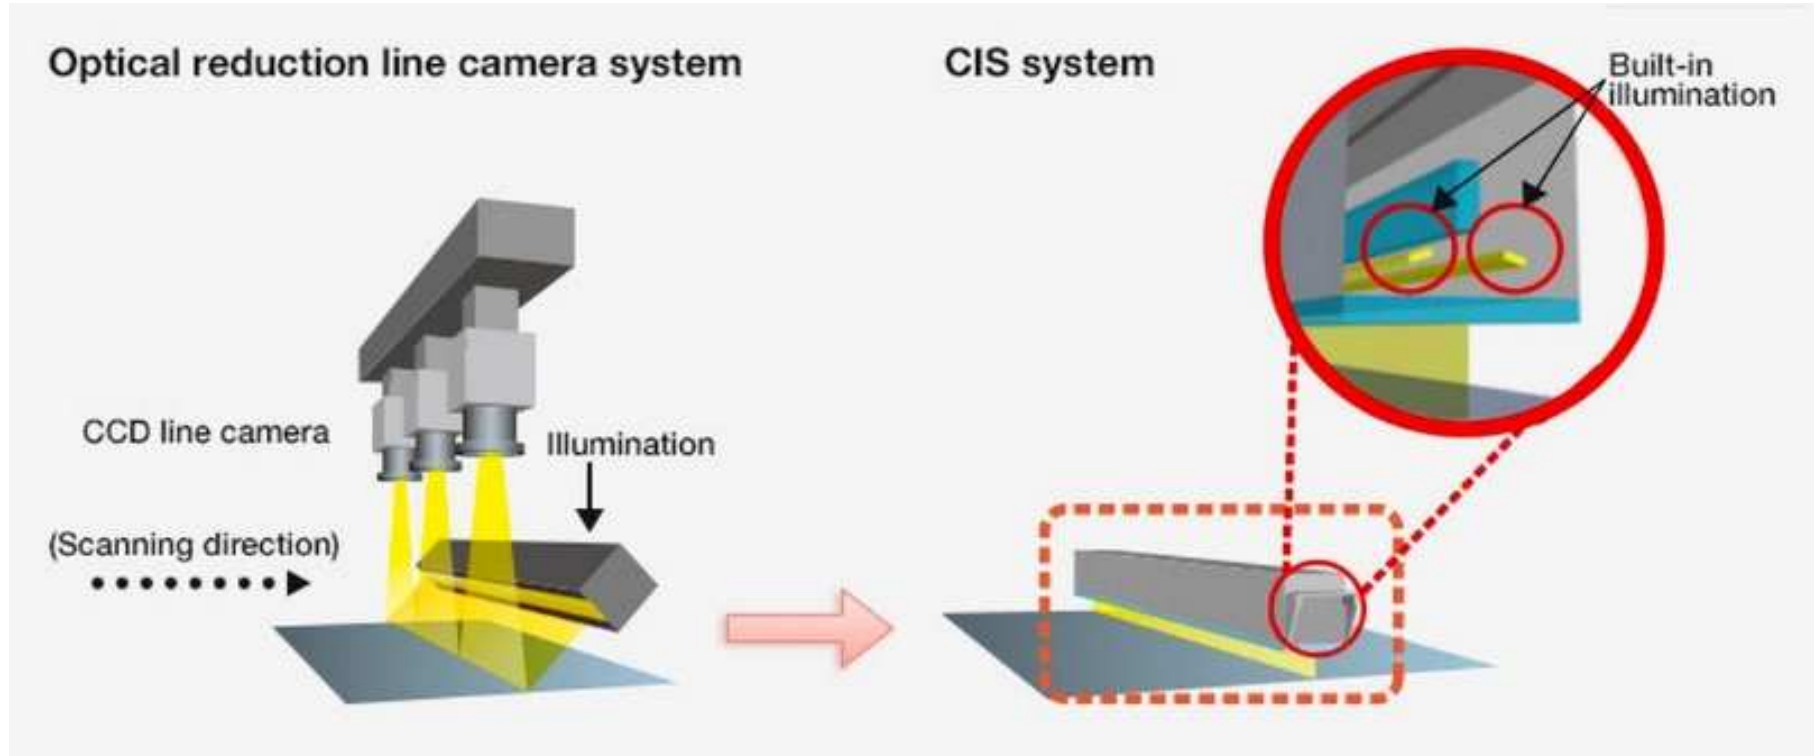 Optical reduction line camera system
CCD line camera
Illumination
(Scanning direction)
CIS system
Built-in
illumination